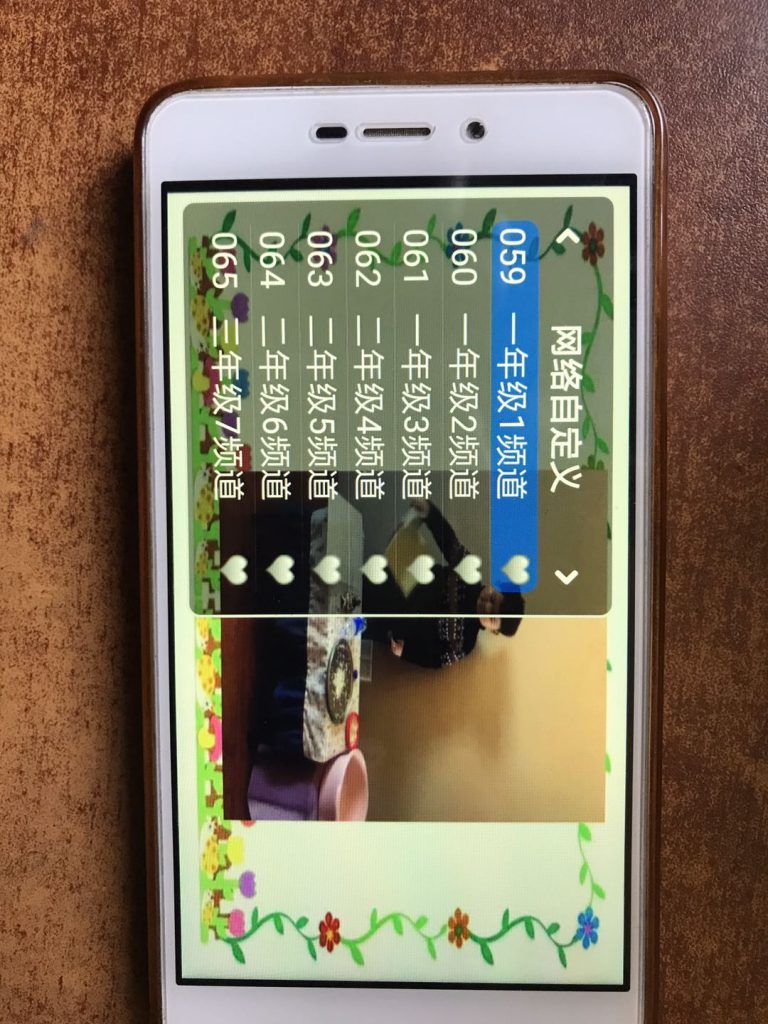 网络自定义
059 一年级1频道
060 一年级2频道
061 一年级3频道
062 二年级4频道
063 二年级5频道
064 二年级6频道
065 三年级7频道